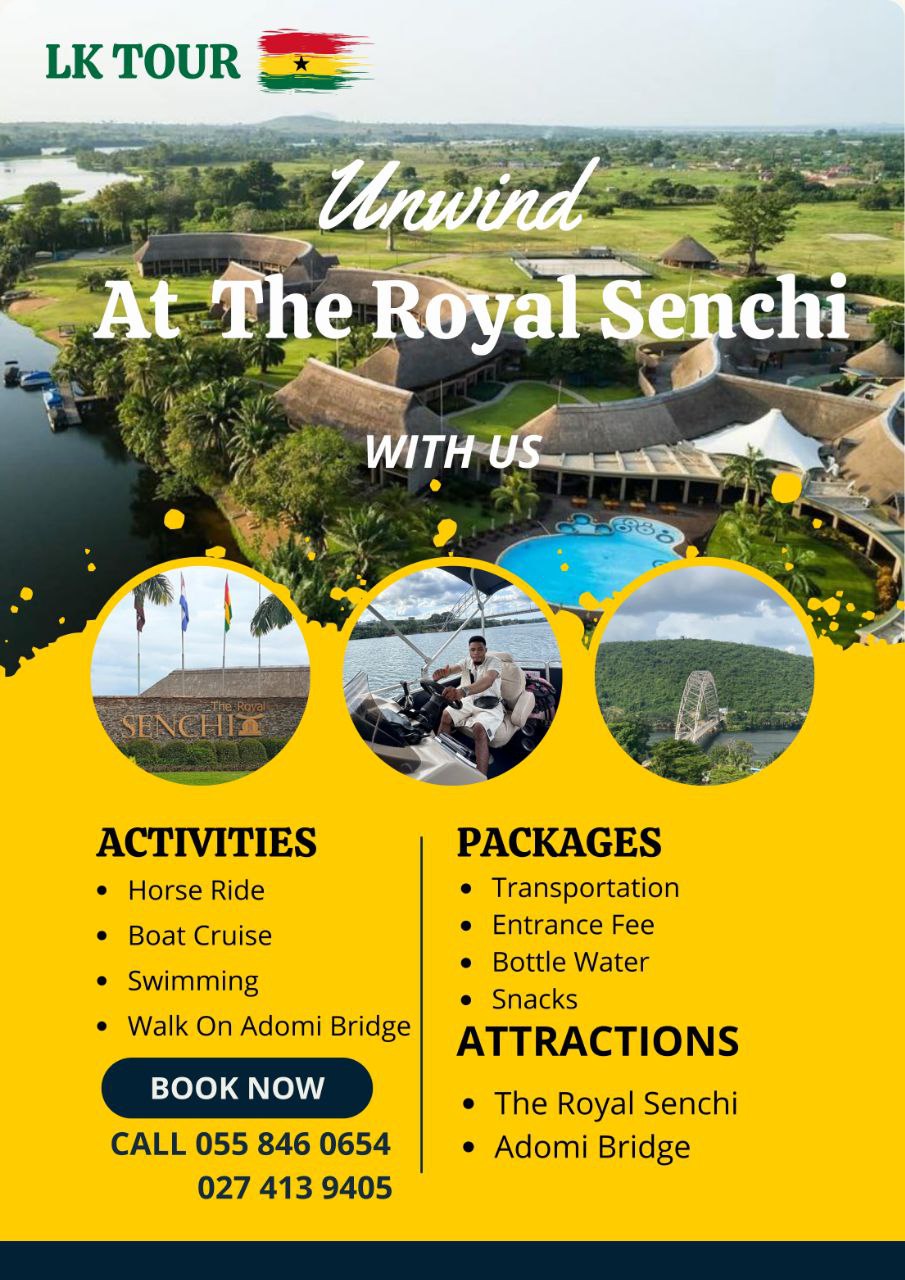 LK TOUR
Unwind
At The Royal Senchi
WITH US
The Royal
SENCHI
ACTIVITIES
• Horse Ride
• Boat Cruise
• Swimming
• Walk On Adomi Bridge
BOOK NOW
CALL 055 846 0654
027 413 9405
PACKAGES
• Transportation
• Entrance Fee
• Bottle Water
• Snacks
ATTRACTIONS
• The Royal Senchi
• Adomi Bridge